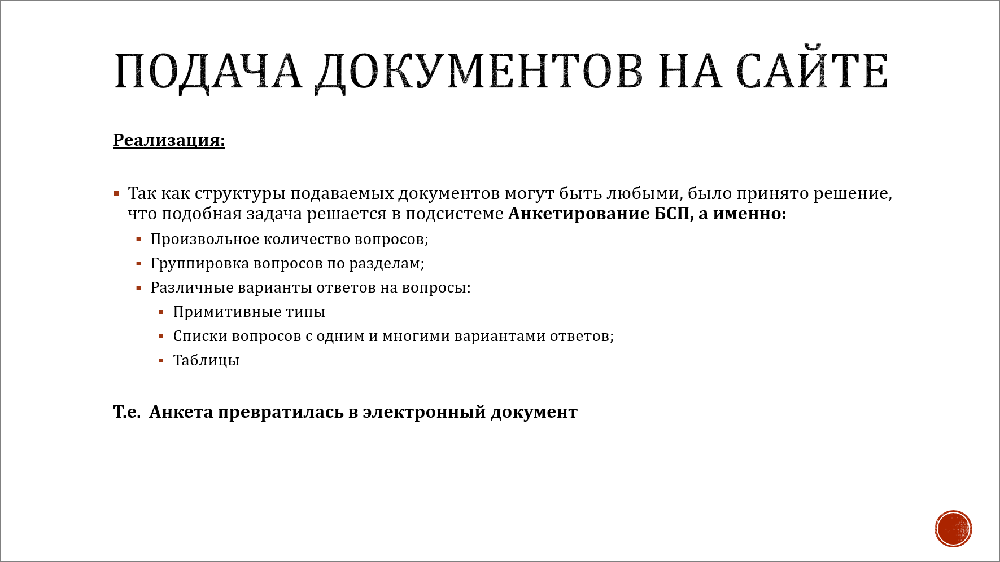 ПОДАЧА ДОКУМЕНТОВ НА САЙТЕ
Реализация:
Так как структуры подаваемых документов могут быть любыми, было принято решение,
что подобная задача решается в подсистеме Анкетирование БСП, а именно:
Произвольное количество вопросов;
Группировка вопросов по разделам;
Различные варианты ответов на вопросы:
Примитивные типы
Списки вопросов с одним и многими вариантами ответов;
Таблицы
Т.е. Анкета превратилась в электронный документ